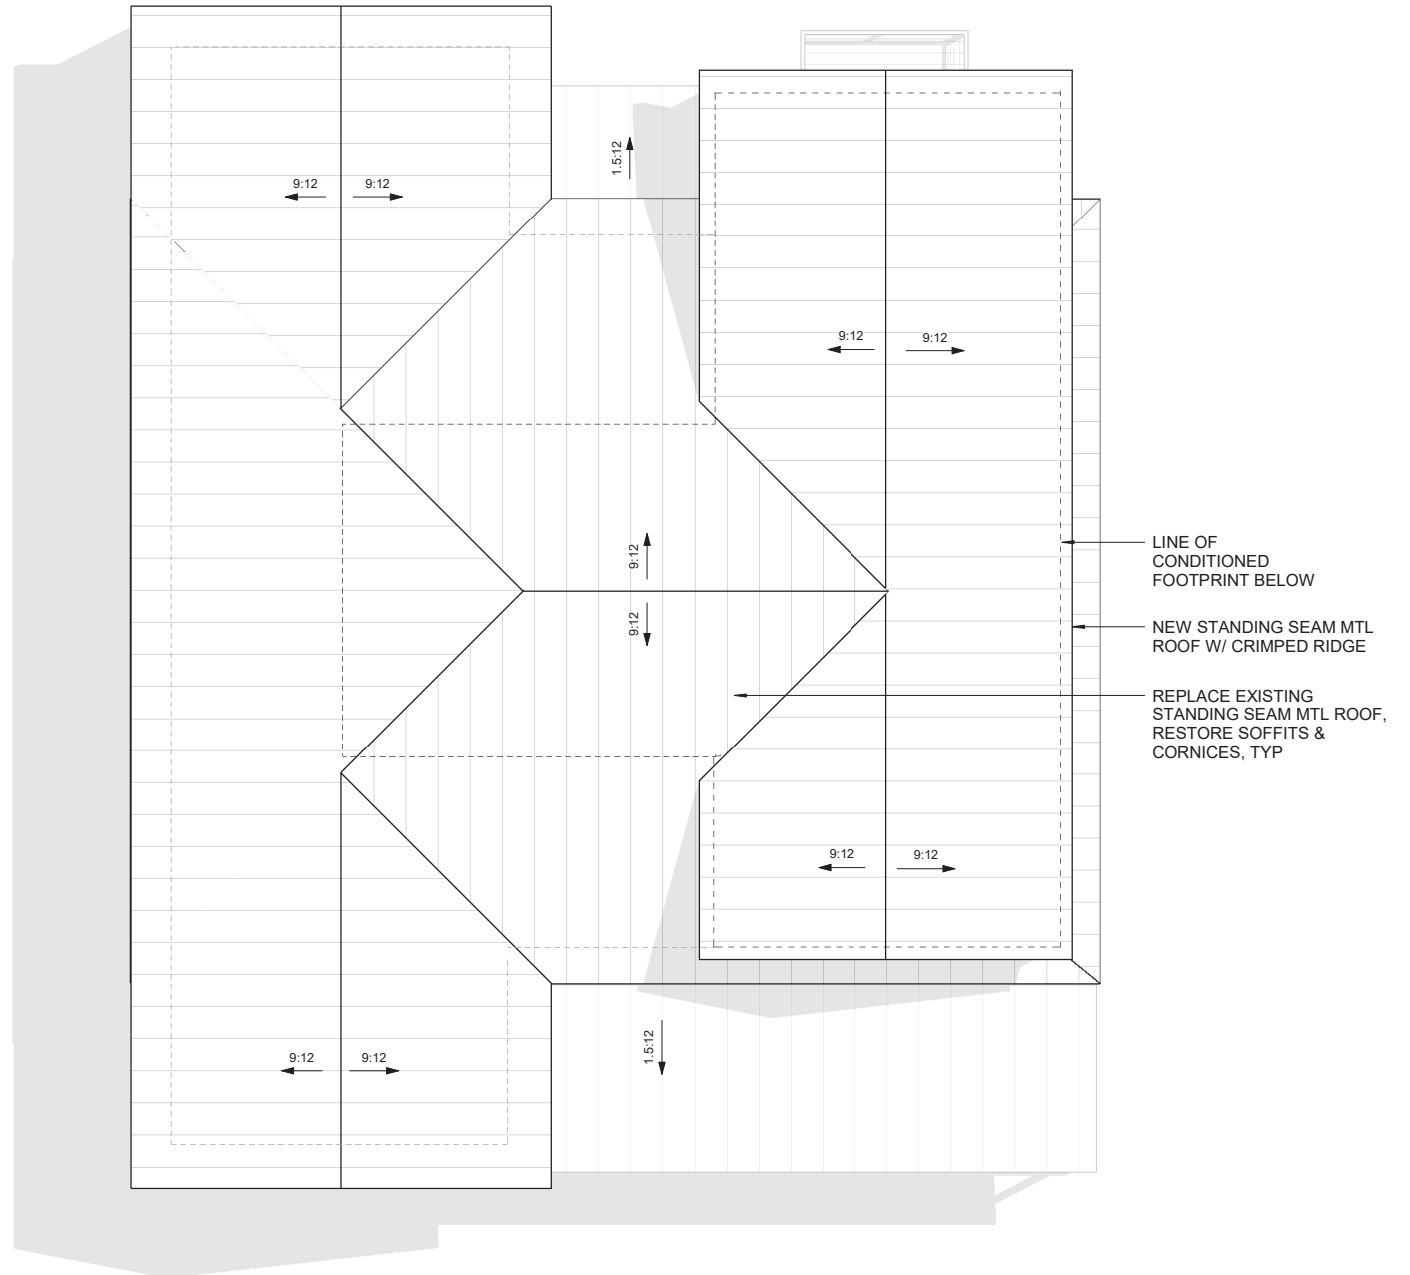 1.5:12
9:12
9:12
9:12
9:12
9:12
9:12
LINE OF
CONDITIONED
FOOTPRINT BELOW
NEW STANDING SEAM MTL
ROOF W/ CRIMPED RIDGE
REPLACE EXISTING
STANDING SEAM MTL ROOF,
RESTORE SOFFITS &
CORNICES, TYP
9:12
9:12
1.5:12
9:12
9:12